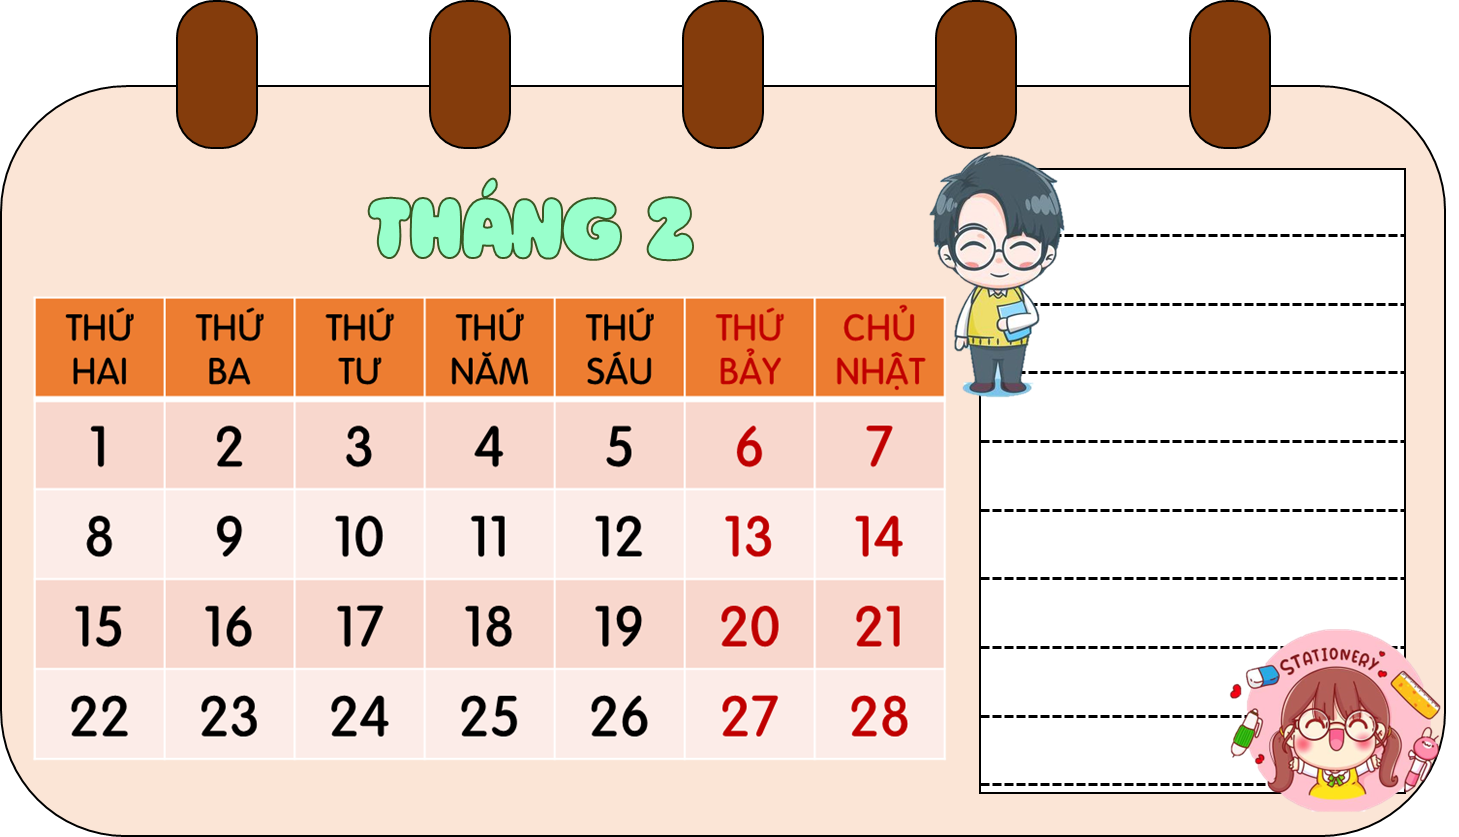 THÁNG 2
THỨ HAI THỨ BA THỨ TƯ THỨ NĂM THỨ SÁU THỨ BẢY CHỦ NHẬT
1 2 3 4 5 6 7
8 9 10 11 12 13 14
15 16 17 18 19 20 21
22 23 24 25 26 27 28
STATIONERY